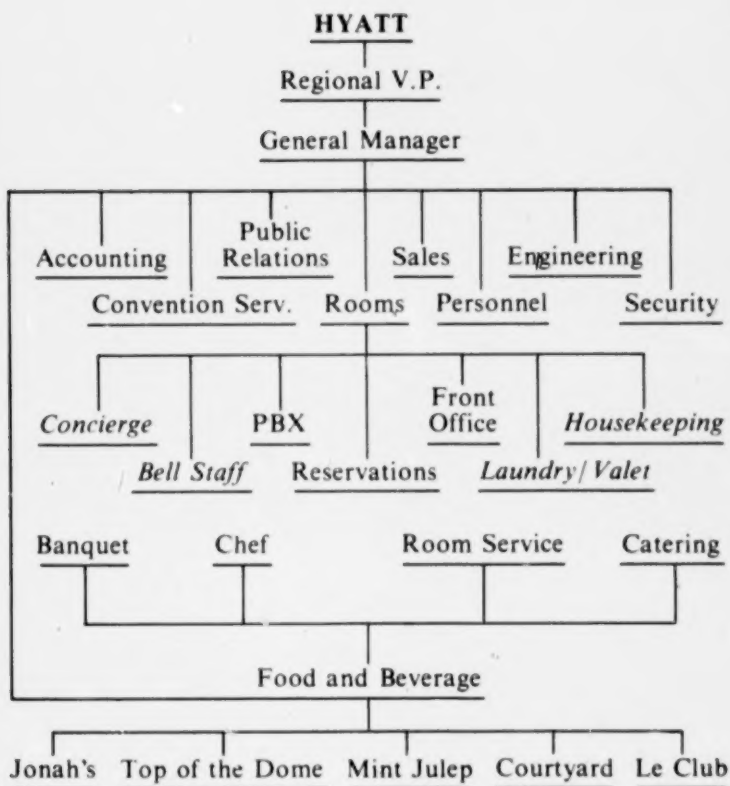 HYATT
Regional V.P.
General Manager
Public
Accounting Relations Sales Engineering
Convention Serv. Rooms Personnel Security
Front
Concierge PBX Office Housekeeping
Bell Staff Reservations Laundry/Valet
Banquet Chef Room Service Catering
Food and Beverage
Jonah's Top of the Dome Mint Julep Courtyard Le Club